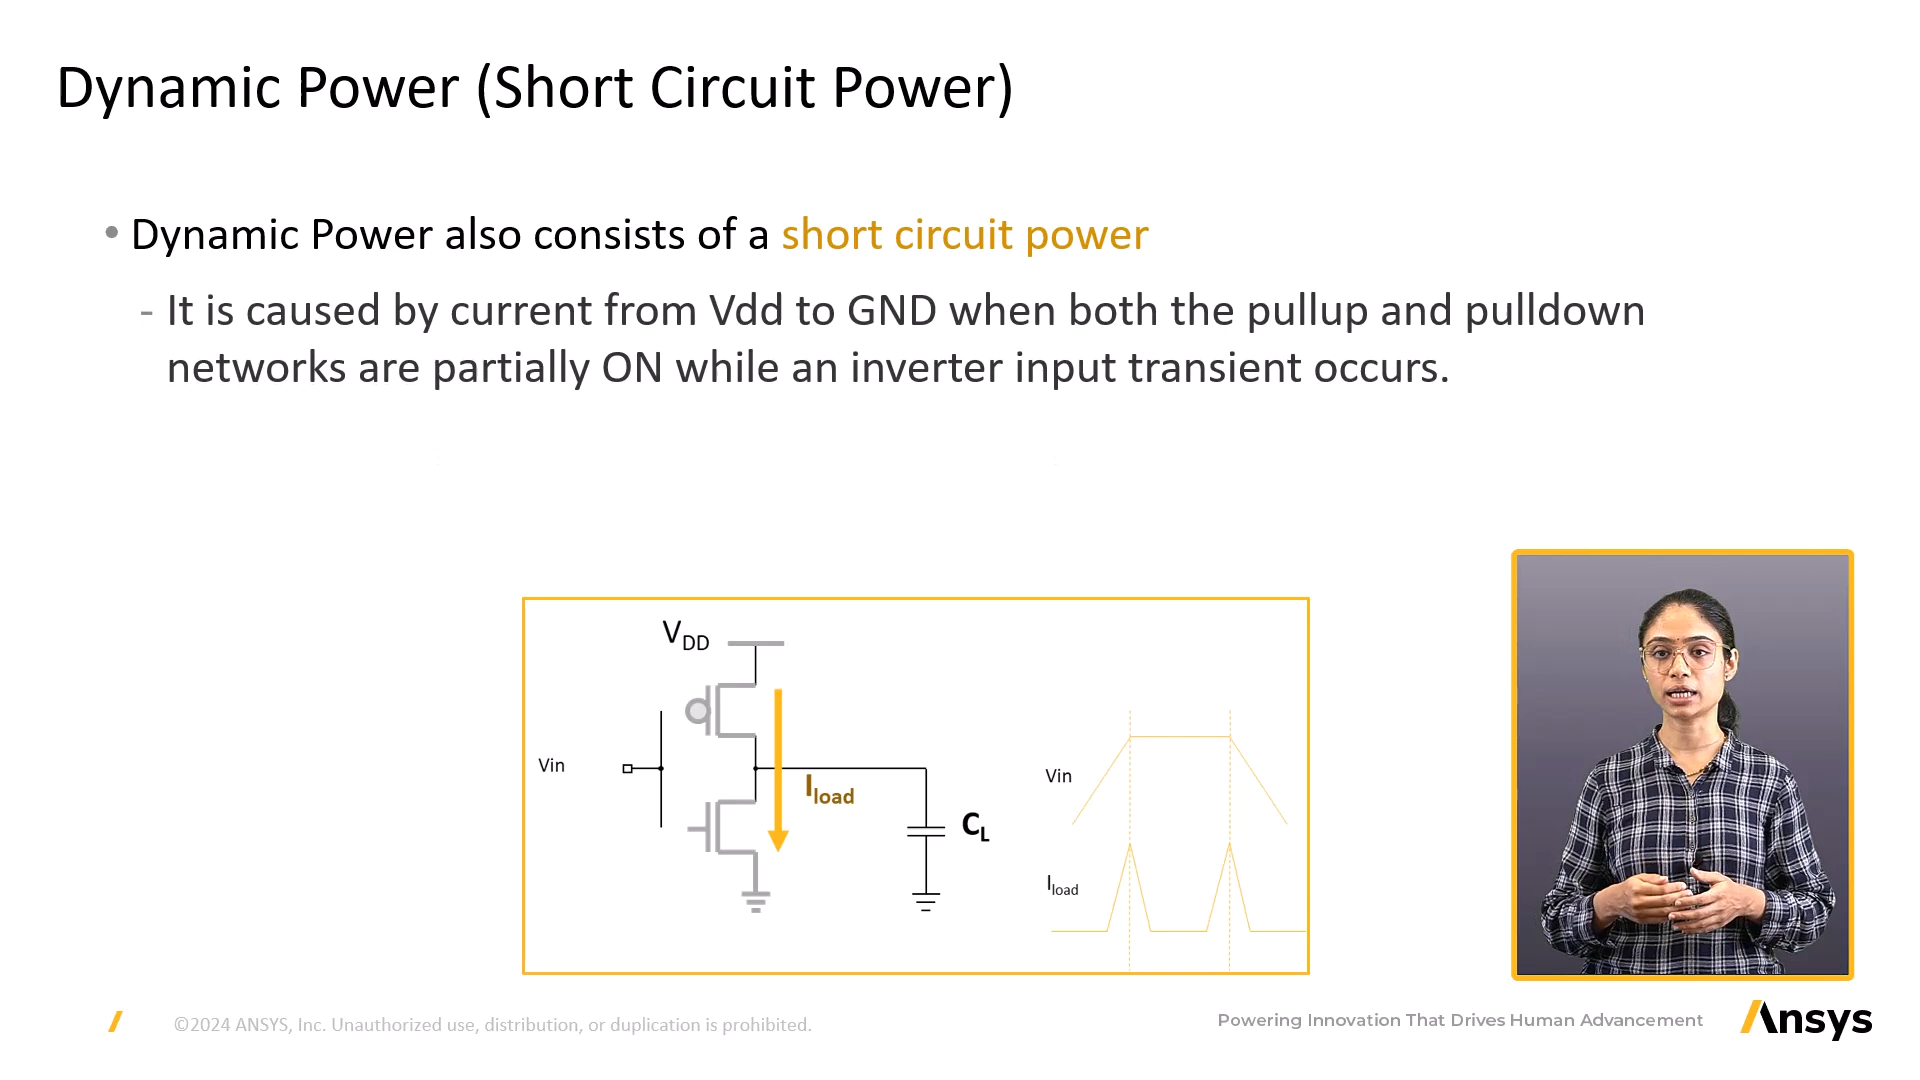 Dynamic Power (Short Circuit Power)
• Dynamic Power also consists of a short circuit power
- It is caused by current from Vdd to GND when both the pullup and pulldown
networks are partially ON while an inverter input transient occurs.
VDD
Vin
Iload
CL
Vin
Iload
©2024 ANSYS, Inc. Unauthorized use, distribution, or duplication is prohibited.
Powering Innovation That Drives Human Advancement
Ansys